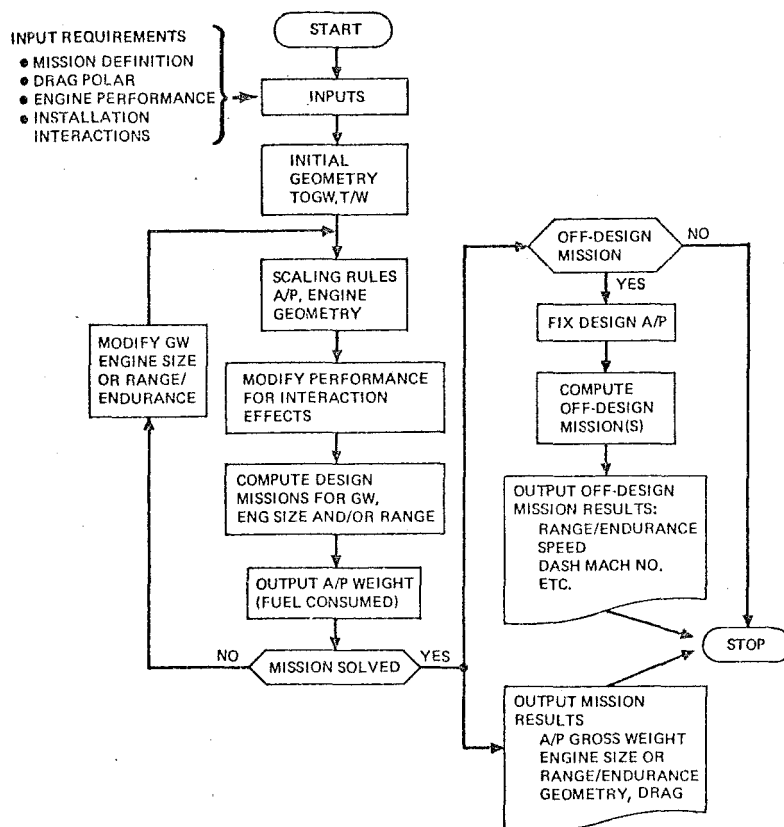 START
INPUT REQUIREMENTS
● MISSION DEFINITION
● DRAG POLAR
● ENGINE PERFORMANCE
● INSTALLATION
INTERACTIONS
INPUTS
INITIAL
GEOMETRY
TOGW, T/W
SCALING RULES
A/P, ENGINE
GEOMETRY
MODIFY GW
ENGINE SIZE
OR RANGE/
ENDURANCE
MODIFY PERFORMANCE
FOR INTERACTION
EFFECTS
COMPUTE DESIGN
MISSIONS FOR GW,
ENG SIZE AND/OR RANGE
OUTPUT A/P WEIGHT
(FUEL CONSUMED)
NO
MISSION SOLVED
YES
OFF-DESIGN
MISSION
NO
YES
FIX DESIGN A/P
COMPUTE
OFF-DESIGN
MISSION(S)
OUTPUT OFF-DESIGN
MISSION RESULTS:
RANGE/ENDURANCE
SPEED
DASH MACH NO.
ETC.
STOP
OUTPUT MISSION
RESULTS
A/P GROSS WEIGHT
ENGINE SIZE OR
RANGE/ENDURANCE
GEOMETRY, DRAG